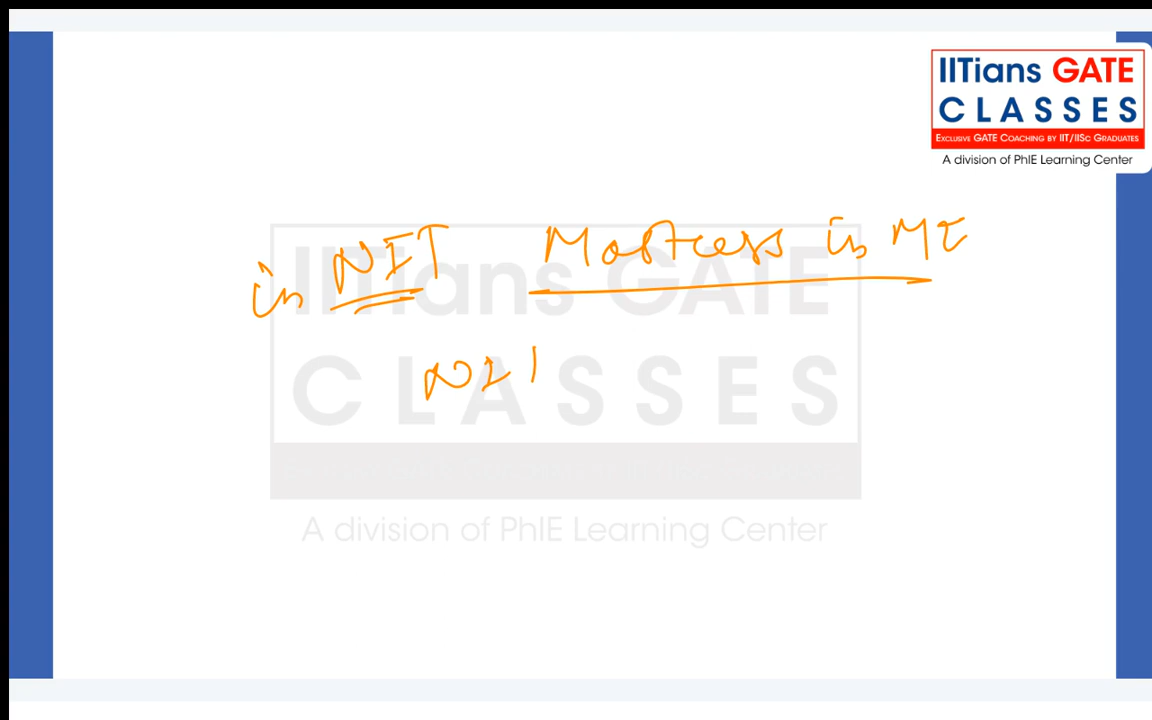 IITians GATE
CLASSES
EXCLUSIVE GATE COACHING BY IIT/IISc GRADUATES
A division of PhIE Learning Center
in NIT Masters in ME
NI
IITians GATE
CLASSES
A division of PhIE Learning Center